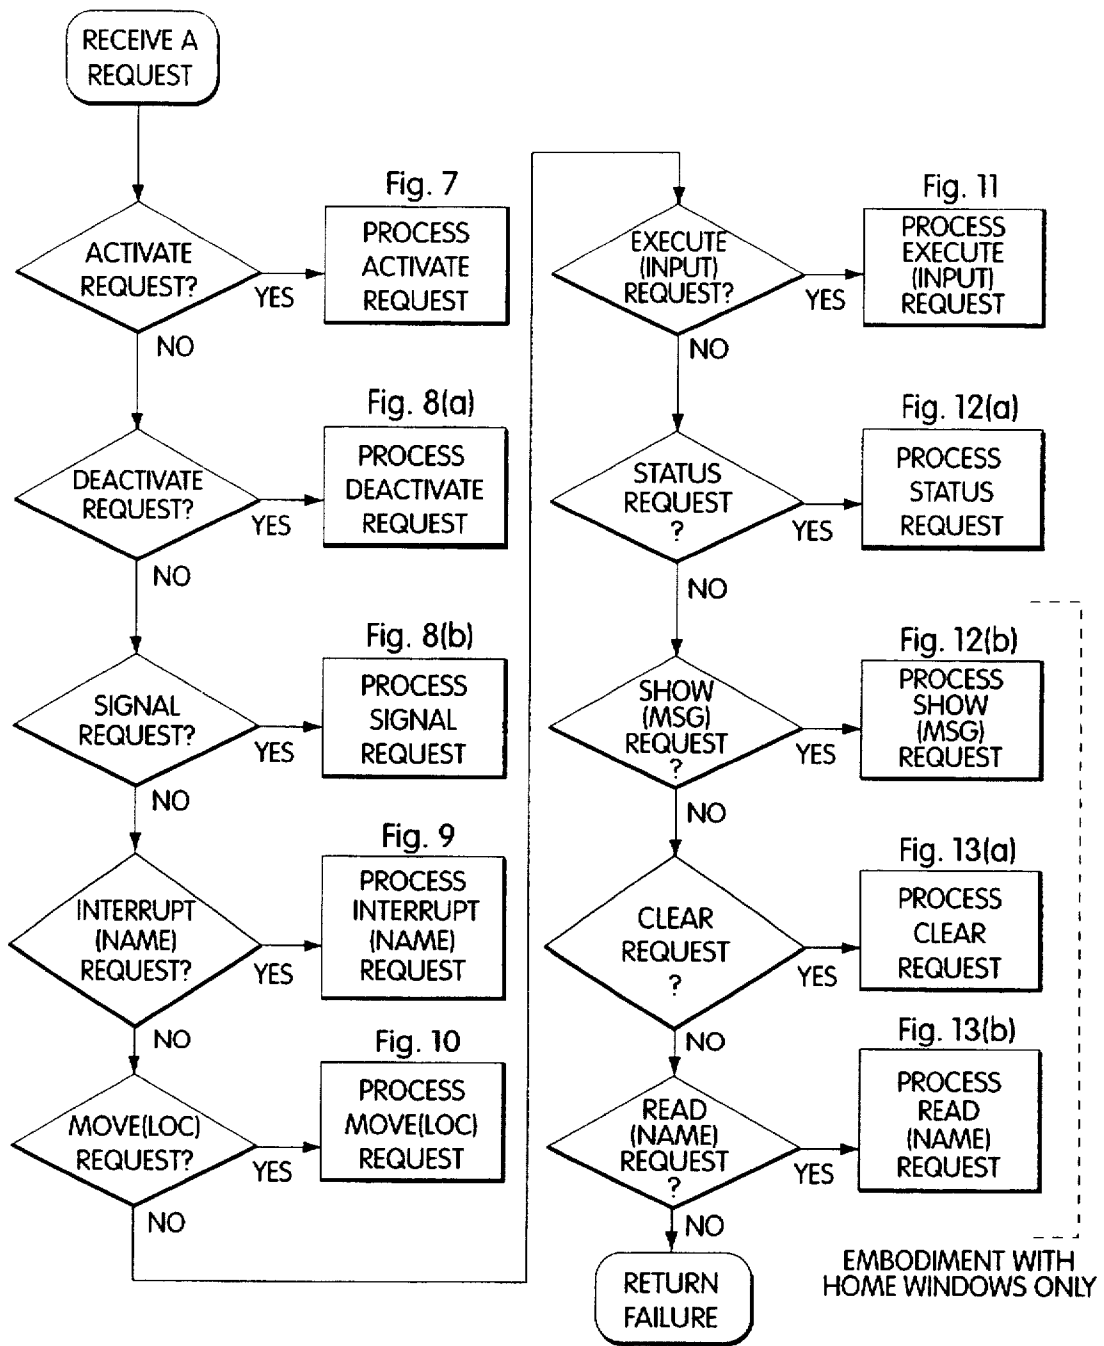 RECEIVE A
REQUEST
ACTIVATE
REQUEST?
YES
NO
Fig. 7
PROCESS
ACTIVATE
REQUEST
DEACTIVATE
REQUEST?
YES
NO
Fig. 8(a)
PROCESS
DEACTIVATE
REQUEST
SIGNAL
REQUEST?
YES
NO
Fig. 8(b)
PROCESS
SIGNAL
REQUEST
INTERRUPT
(NAME)
REQUEST?
YES
NO
Fig. 9
PROCESS
INTERRUPT
(NAME)
REQUEST
MOVE(LOC)
REQUEST?
YES
NO
Fig. 10
PROCESS
MOVE(LOC)
REQUEST
EXECUTE
(INPUT)
REQUEST?
YES
NO
Fig. 11
PROCESS
EXECUTE
(INPUT)
REQUEST
STATUS
REQUEST
?
YES
NO
Fig. 12(a)
PROCESS
STATUS
REQUEST
SHOW
(MSG)
REQUEST
?
YES
NO
Fig. 12(b)
PROCESS
SHOW
(MSG)
REQUEST
CLEAR
REQUEST
?
YES
NO
Fig. 13(a)
PROCESS
CLEAR
REQUEST
READ
(NAME)
REQUEST
?
YES
NO
Fig. 13(b)
PROCESS
READ
(NAME)
REQUEST
RETURN
FAILURE
EMBODIMENT WITH
HOME WINDOWS ONLY